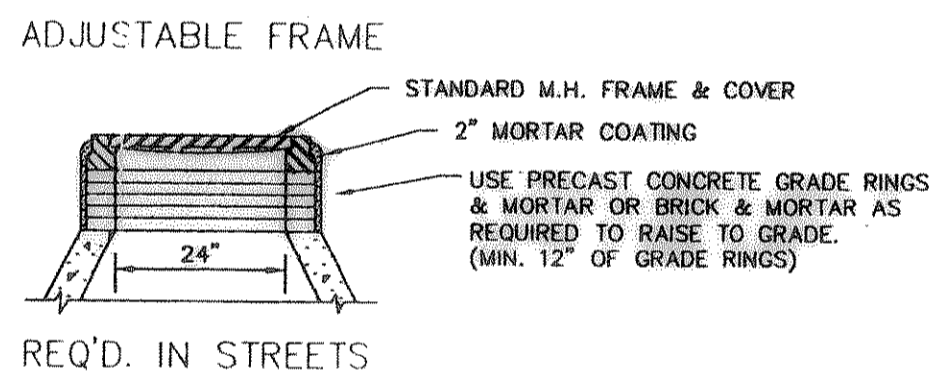 ADJUSTABLE FRAME
STANDARD M.H. FRAME & COVER
2" MORTAR COATING
USE PRECAST CONCRETE GRADE RINGS
& MORTAR OR BRICK & MORTAR AS
REQUIRED TO RAISE TO GRADE.
(MIN. 12" OF GRADE RINGS)
24"
REQ'D. IN STREETS